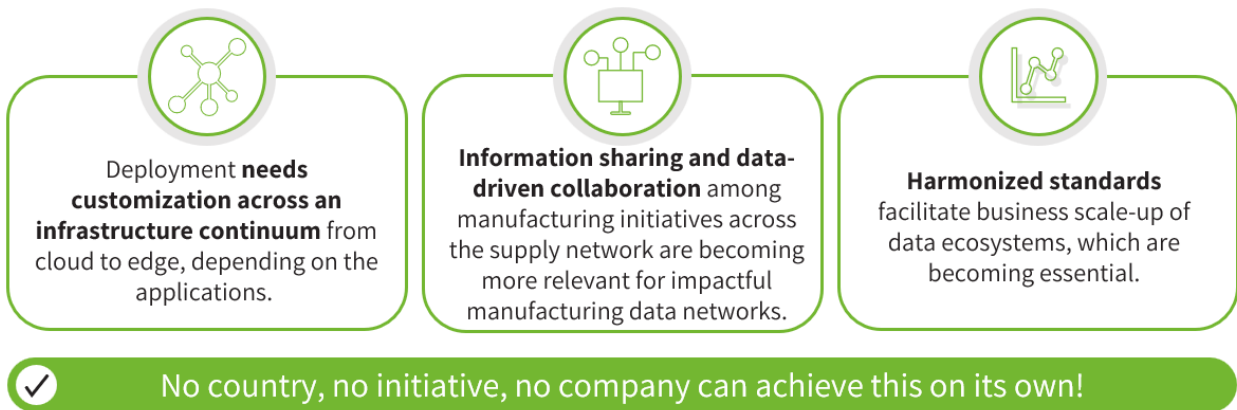 Deployment needs
customization across an
infrastructure continuum from
cloud to edge, depending on the
applications.
Information sharing and data-
driven collaboration among
manufacturing initiatives across
the supply network are becoming
more relevant for impactful
manufacturing data networks.
Harmonized standards
facilitate business scale-up of
data ecosystems, which are
becoming essential.
No country, no initiative, no company can achieve this on its own!